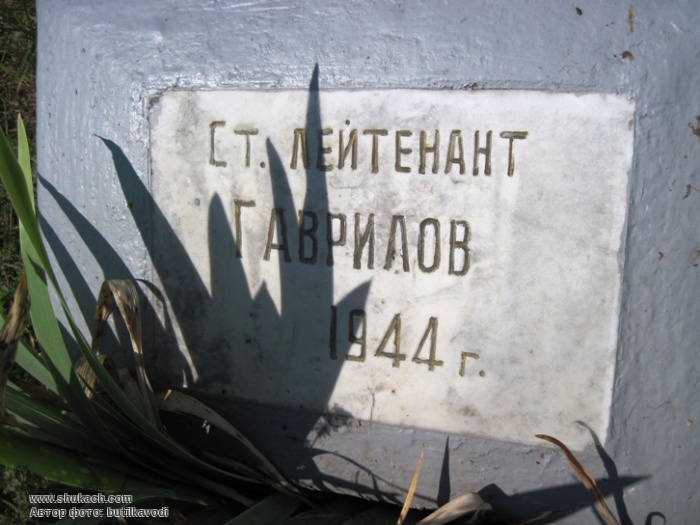 Ст. ЛЕЙТЕНАНТ
ГАВРИЛОВ
1944 г.
www.shukach.com
Автор фото: butilkavodi